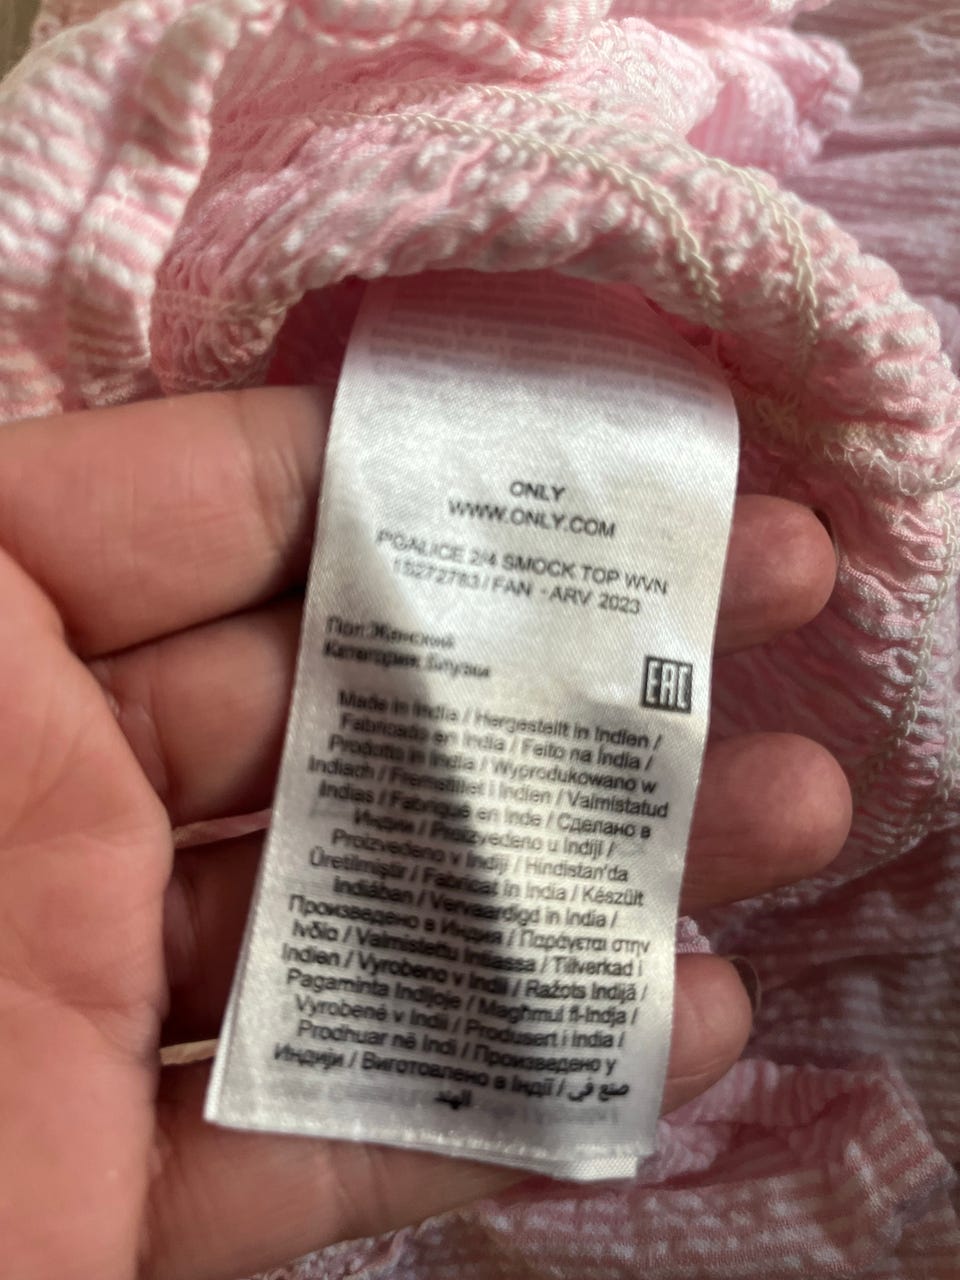 ONLY
WWW.ONLY.COM
PGALICE 2/4 SMOCK TOP WVN
15272783 / FAN - ARV 2023
Пол: Женский
Категория: Блузки
EAC
Made in India / Hergestellt in Indien /
Fabricado en India / Feito na Índia /
Prodotto in India / Wyprodukowano w
Indiach / Fremstillet i Indien / Valmistatud
Indias / Fabriqué en Inde / Сделано в
Индии / Proizvedeno u Indiji /
Proizvedeno v Indiji / Hindistan'da
Üretilmiştir / Fabricat în India / Készült
Indiában / Vervaardigd in India /
Произведено в Индия / Παράγεται στην
Ινδία / Valmistettu Intiassa / Tillverkad i
Indien / Vyrobeno v Indii / Ražots Indijā /
Pagaminta Indijoje / Magħmul fl-Indja /
Vyrobené v Indii / Produsert i India /
Prodhuar në Indi / Произведено у
Индији / Виготовлено в Індії / صنع في
الهند